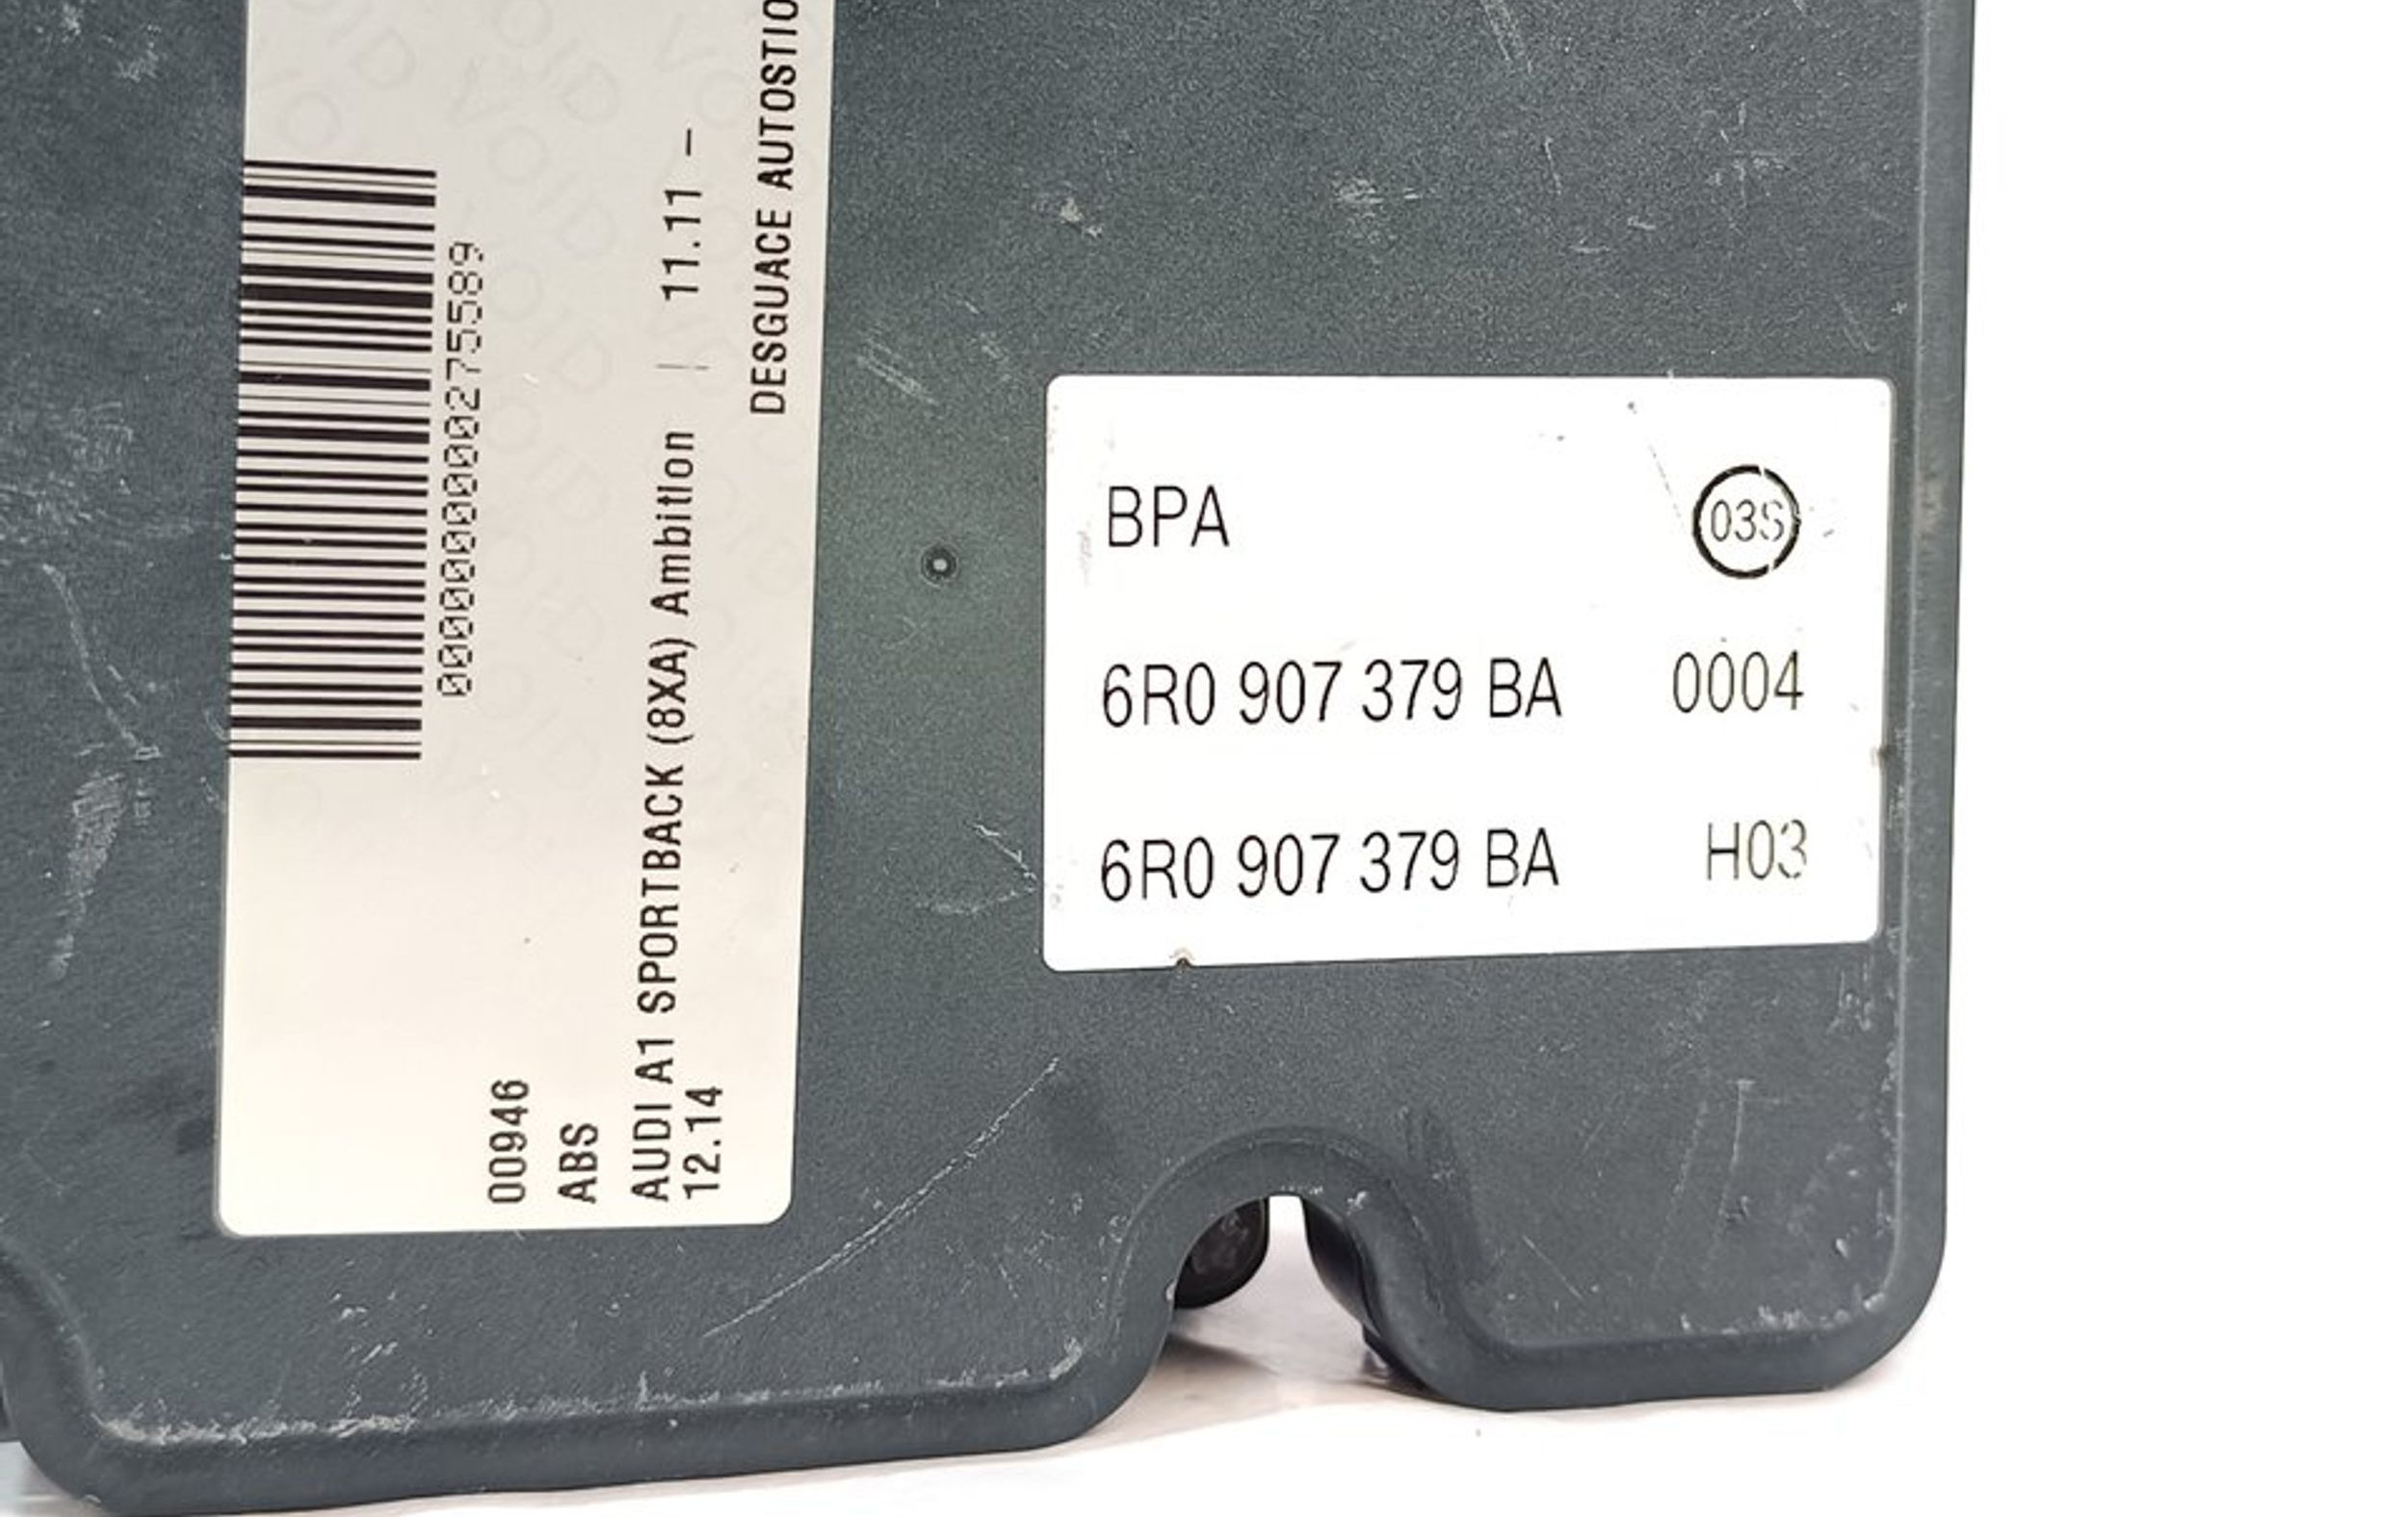 00000000000275589
00946
ABS
AUDI A1 SPORTBACK (8XA) Ambition | 11.11 -
12.14
DESGUACE AUTOSTIO
BPA 03S
6R0 907 379 BA 0004
6R0 907 379 BA H03